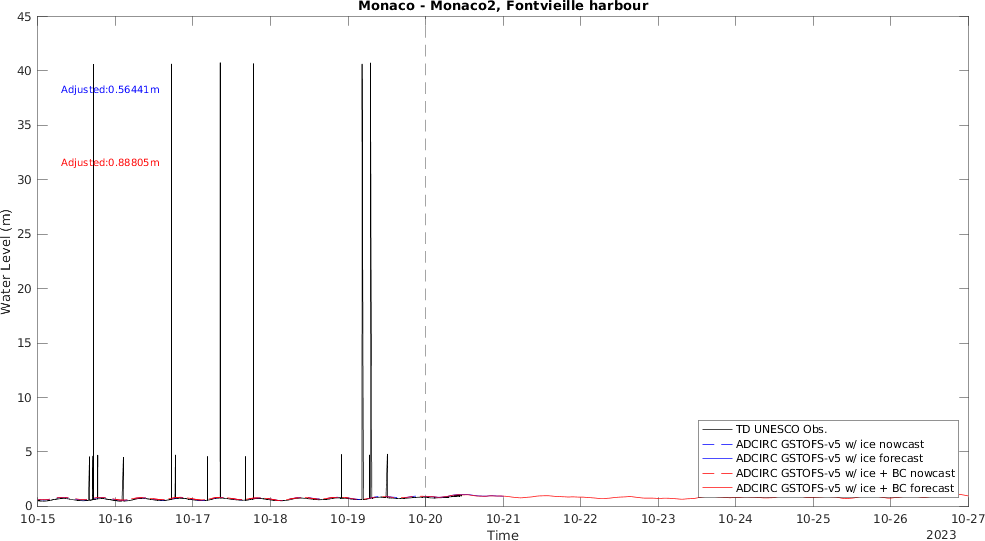 Monaco - Monaco2, Fontvieille harbour
45
40
35
30
25
20
15
10
5
0
Water Level (m)
Adjusted:0.56441m
Adjusted:0.88805m
TD UNESCO Obs.
ADCIRC GSTOFS-v5 w/ ice nowcast
ADCIRC GSTOFS-v5 w/ ice forecast
ADCIRC GSTOFS-v5 w/ ice + BC nowcast
ADCIRC GSTOFS-v5 w/ ice + BC forecast
10-15 10-16 10-17 10-18 10-19 10-20 10-21 10-22 10-23 10-24 10-25 10-26 10-27
Time
2023